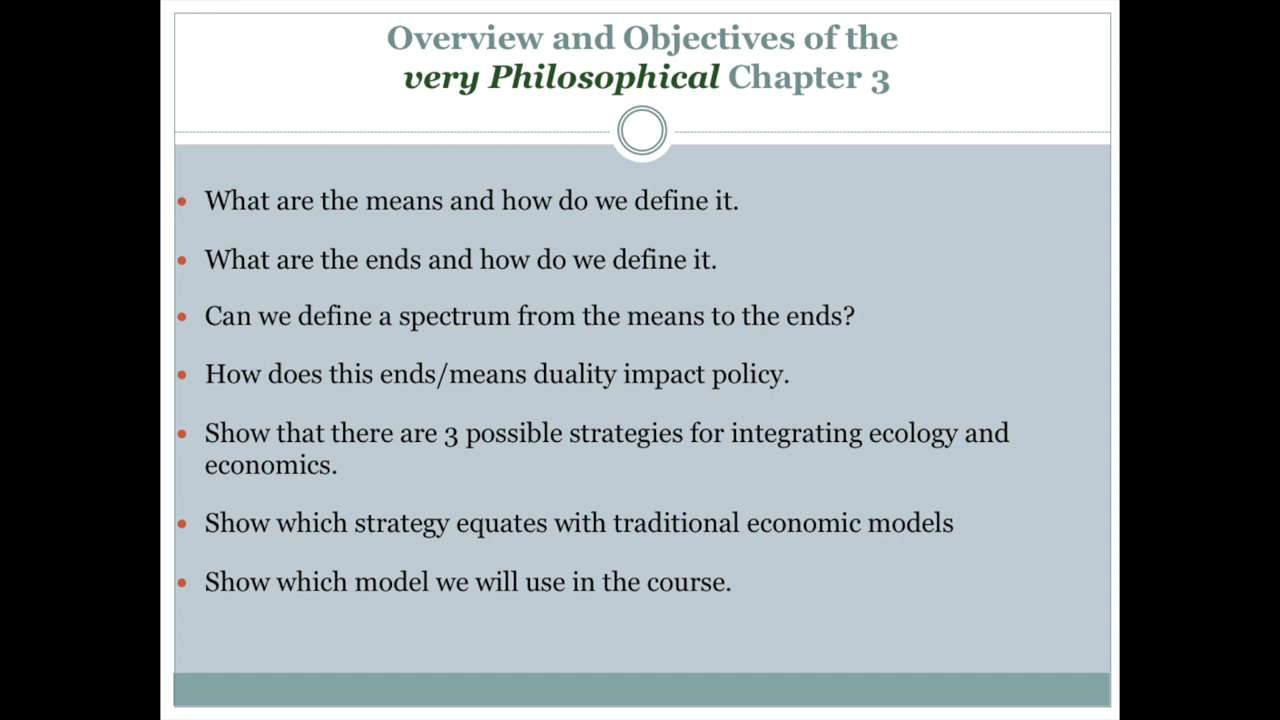 Overview and Objectives of the
very Philosophical Chapter 3
• What are the means and how do we define it.
• What are the ends and how do we define it.
• Can we define a spectrum from the means to the ends?
• How does this ends/means duality impact policy.
• Show that there are 3 possible strategies for integrating ecology and
economics.
• Show which strategy equates with traditional economic models
• Show which model we will use in the course.